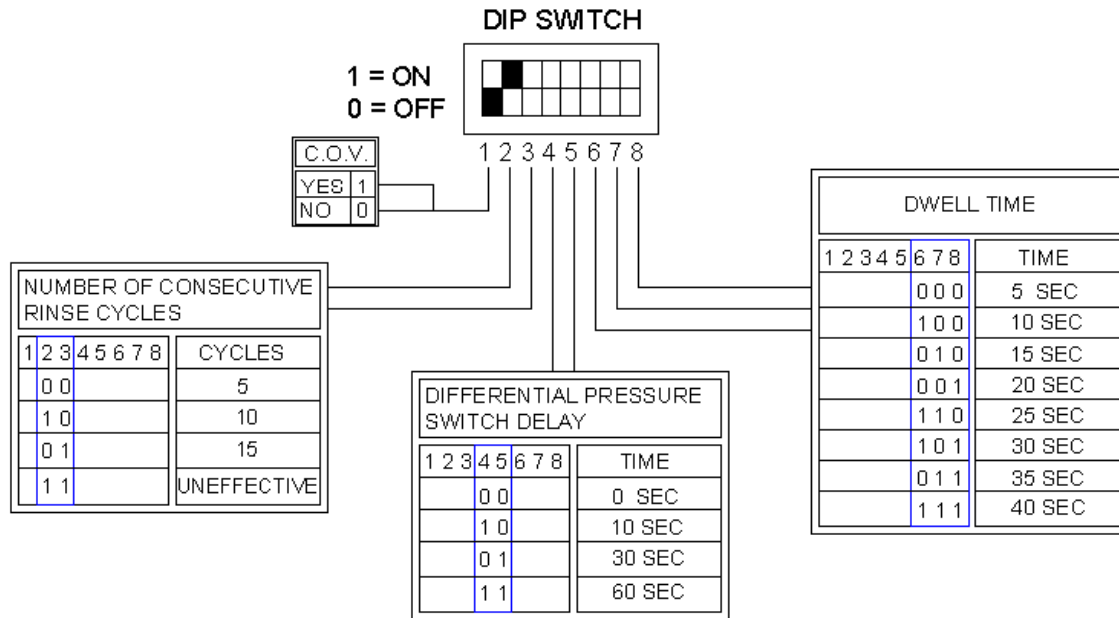 DIP SWITCH
1 = ON
0 = OFF
1 2 3 4 5 6 7 8
C.O.V.
YES 1
NO 0
NUMBER OF CONSECUTIVE
RINSE CYCLES
1 2 3 4 5 6 7 8 CYCLES
0 0 5
1 0 10
0 1 15
1 1 UNEFFECTIVE
DIFFERENTIAL PRESSURE
SWITCH DELAY
1 2 3 4 5 6 7 8 TIME
0 0 0 SEC
1 0 10 SEC
0 1 30 SEC
1 1 60 SEC
DWELL TIME
1 2 3 4 5 6 7 8 TIME
0 0 0 5 SEC
1 0 0 10 SEC
0 1 0 15 SEC
0 0 1 20 SEC
1 1 0 25 SEC
1 0 1 30 SEC
0 1 1 35 SEC
1 1 1 40 SEC